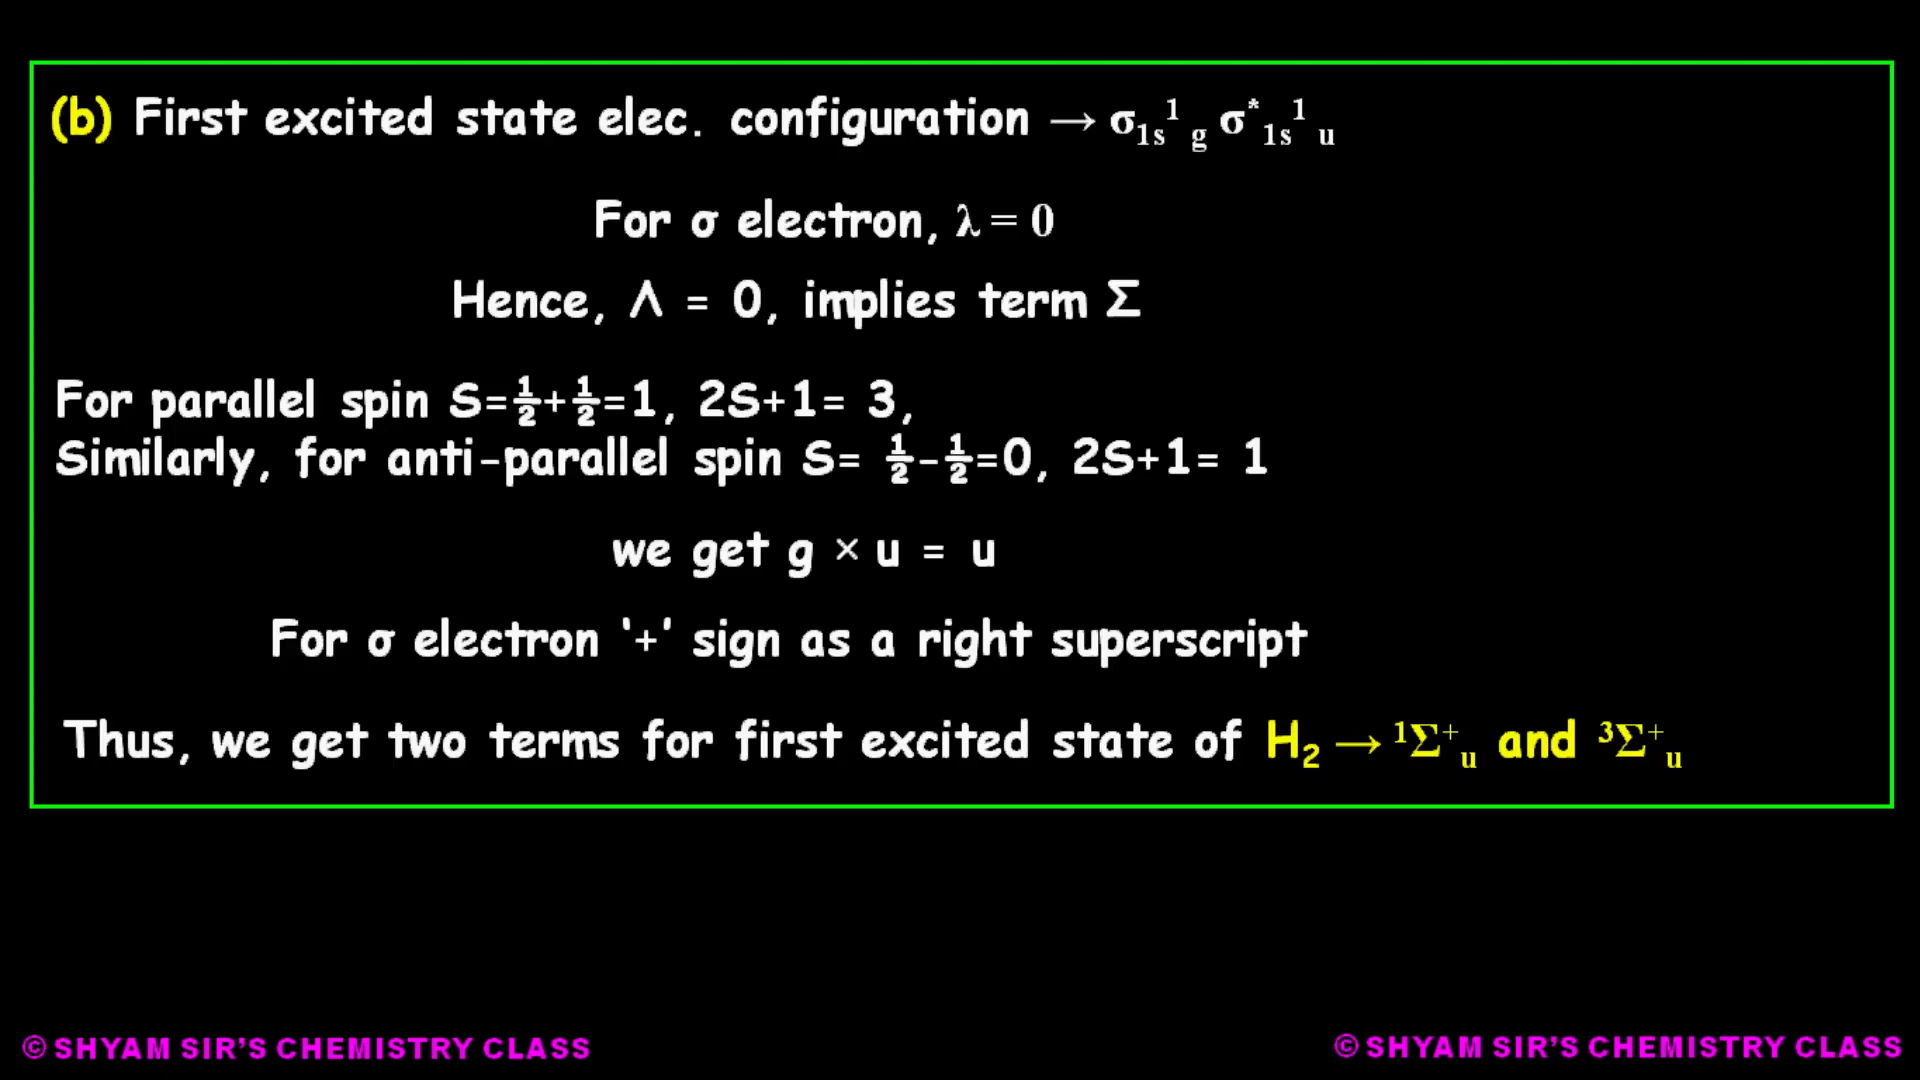 (b) First excited state elec. configuration → σ₁ₛ¹ g σ*₁ₛ¹ u
For σ electron, λ = 0
Hence, Λ = 0, implies term Σ
For parallel spin S=½+½=1, 2S+1= 3,
Similarly, for anti-parallel spin S= ½-½=0, 2S+1= 1
we get g × u = u
For σ electron '+' sign as a right superscript
Thus, we get two terms for first excited state of H₂ → ¹Σ⁺ᵤ and ³Σ⁺ᵤ
© SHYAM SIR'S CHEMISTRY CLASS
© SHYAM SIR'S CHEMISTRY CLASS